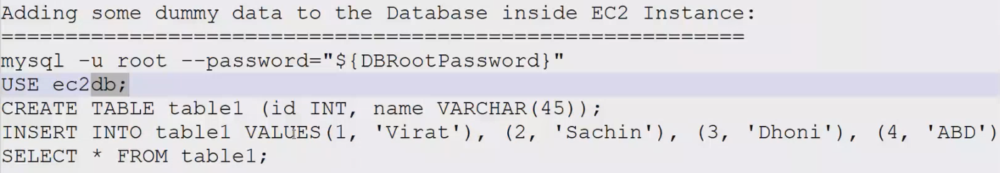 Adding some dummy data to the Database inside EC2 Instance:
==========================================================
mysql -u root --password="${DBRootPassword}"
USE ec2db;
CREATE TABLE table1 (id INT, name VARCHAR(45));
INSERT INTO table1 VALUES(1, 'Virat'), (2, 'Sachin'), (3, 'Dhoni'), (4, 'ABD')
SELECT * FROM table1;